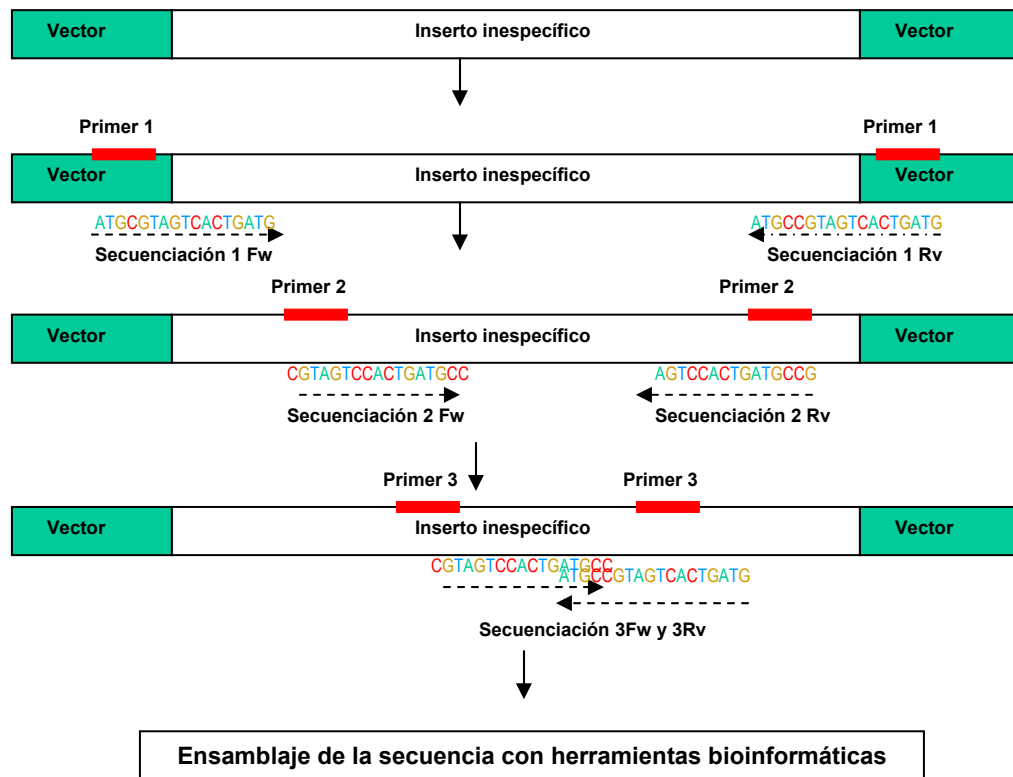 Vector Inserto inespecífico Vector
Primer 1 Primer 1
Vector Inserto inespecífico Vector
ATGCGTAGTCACTGATG ATGCCGTAGTCACTGATG
Secuenciación 1 Fw Secuenciación 1 Rv
Primer 2 Primer 2
Vector Inserto inespecífico Vector
CGTAGTCCACTGATGCC AGTCCACTGATGCCG
Secuenciación 2 Fw Secuenciación 2 Rv
Primer 3 Primer 3
Vector Inserto inespecífico Vector
CGTAGTCCACTGATGCC
ATGCCGTAGTCACTGATG
Secuenciación 3Fw y 3Rv
Ensamblaje de la secuencia con herramientas bioinformáticas